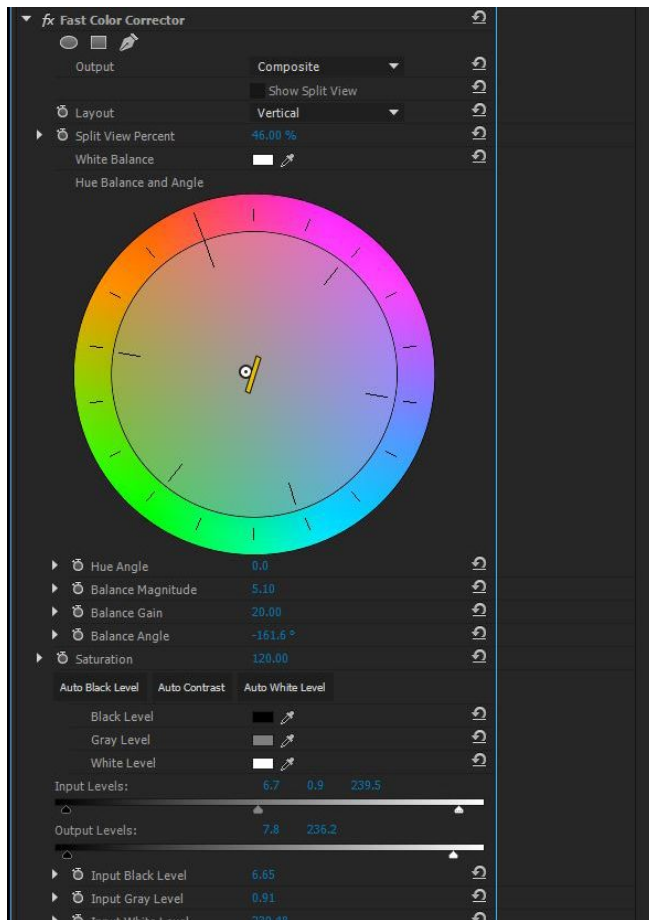 fx Fast Color Corrector
Output Composite
Show Split View
Layout Vertical
Split View Percent 46.00 %
White Balance
Hue Balance and Angle
Hue Angle 0.0
Balance Magnitude 5.10
Balance Gain 20.00
Balance Angle -161.6 °
Saturation 120.00
Auto Black Level Auto Contrast Auto White Level
Black Level
Gray Level
White Level
Input Levels: 6.7 0.9 239.5
Output Levels: 7.8 236.2
Input Black Level 6.65
Input Gray Level 0.91
Input White Level